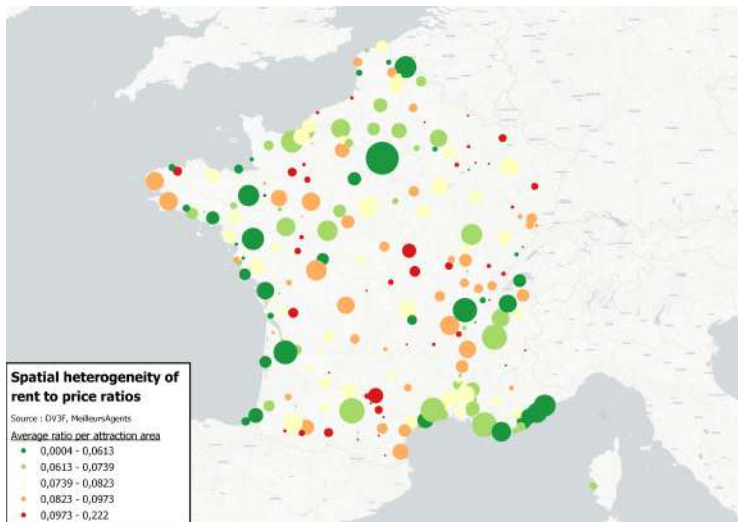 Spatial heterogeneity of
rent to price ratios
Source : DV3F, MeilleursAgents
Average ratio per attraction area
0,0004 - 0,0613
0,0613 - 0,0739
0,0739 - 0,0823
0,0823 - 0,0973
0,0973 - 0,222